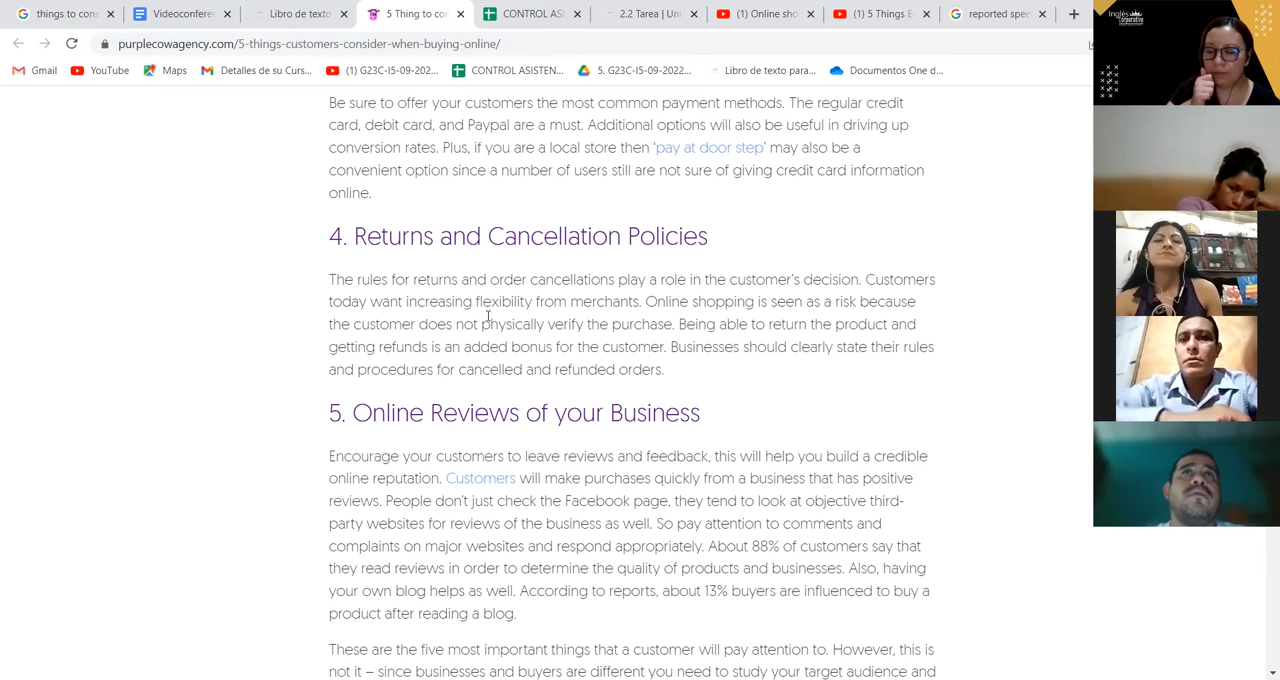 things to cons
Videoconfere
Libro de texto
5 Thing to con
CONTROL ASI
2.2 Tarea | Uni
(1) Online sho
(1) 5 Things E
reported spee
purplecowagency.com/5-things-customers-consider-when-buying-online/
Gmail
YouTube
Maps
Detalles de su Curs...
(1) G23C-I5-09-202...
CONTROL ASISTEN...
5. G23C-I5-09-2022...
Libro de texto para...
Documentos One d...
Inglés
Corporativo
Be sure to offer your customers the most common payment methods. The regular credit
card, debit card, and Paypal are a must. Additional options will also be useful in driving up
conversion rates. Plus, if you are a local store then ‘pay at door step’ may also be a
convenient option since a number of users still are not sure of giving credit card information
online.
4. Returns and Cancellation Policies
The rules for returns and order cancellations play a role in the customer’s decision. Customers
today want increasing flexibility from merchants. Online shopping is seen as a risk because
the customer does not physically verify the purchase. Being able to return the product and
getting refunds is an added bonus for the customer. Businesses should clearly state their rules
and procedures for cancelled and refunded orders.
5. Online Reviews of your Business
Encourage your customers to leave reviews and feedback, this will help you build a credible
online reputation. Customers will make purchases quickly from a business that has positive
reviews. People don’t just check the Facebook page, they tend to look at objective third-
party websites for reviews of the business as well. So pay attention to comments and
complaints on major websites and respond appropriately. About 88% of customers say that
they read reviews in order to determine the quality of products and businesses. Also, having
your own blog helps as well. According to reports, about 13% buyers are influenced to buy a
product after reading a blog.
These are the five most important things that a customer will pay attention to. However, this is
not it – since businesses and buyers are different you need to study your target audience and